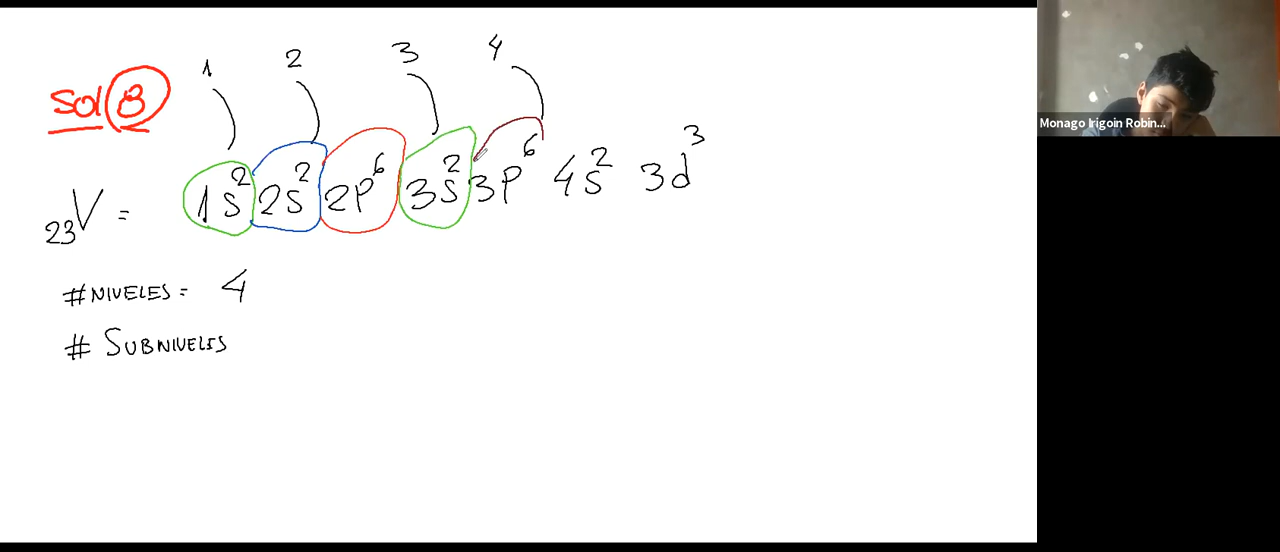 1 2 3 4
Sol 8
₂₃V = 1s² 2s² 2p⁶ 3s² 3p⁶ 4s² 3d³
#NIVELES = 4
# SUBNIVELES
Monago Irigoin Robin...